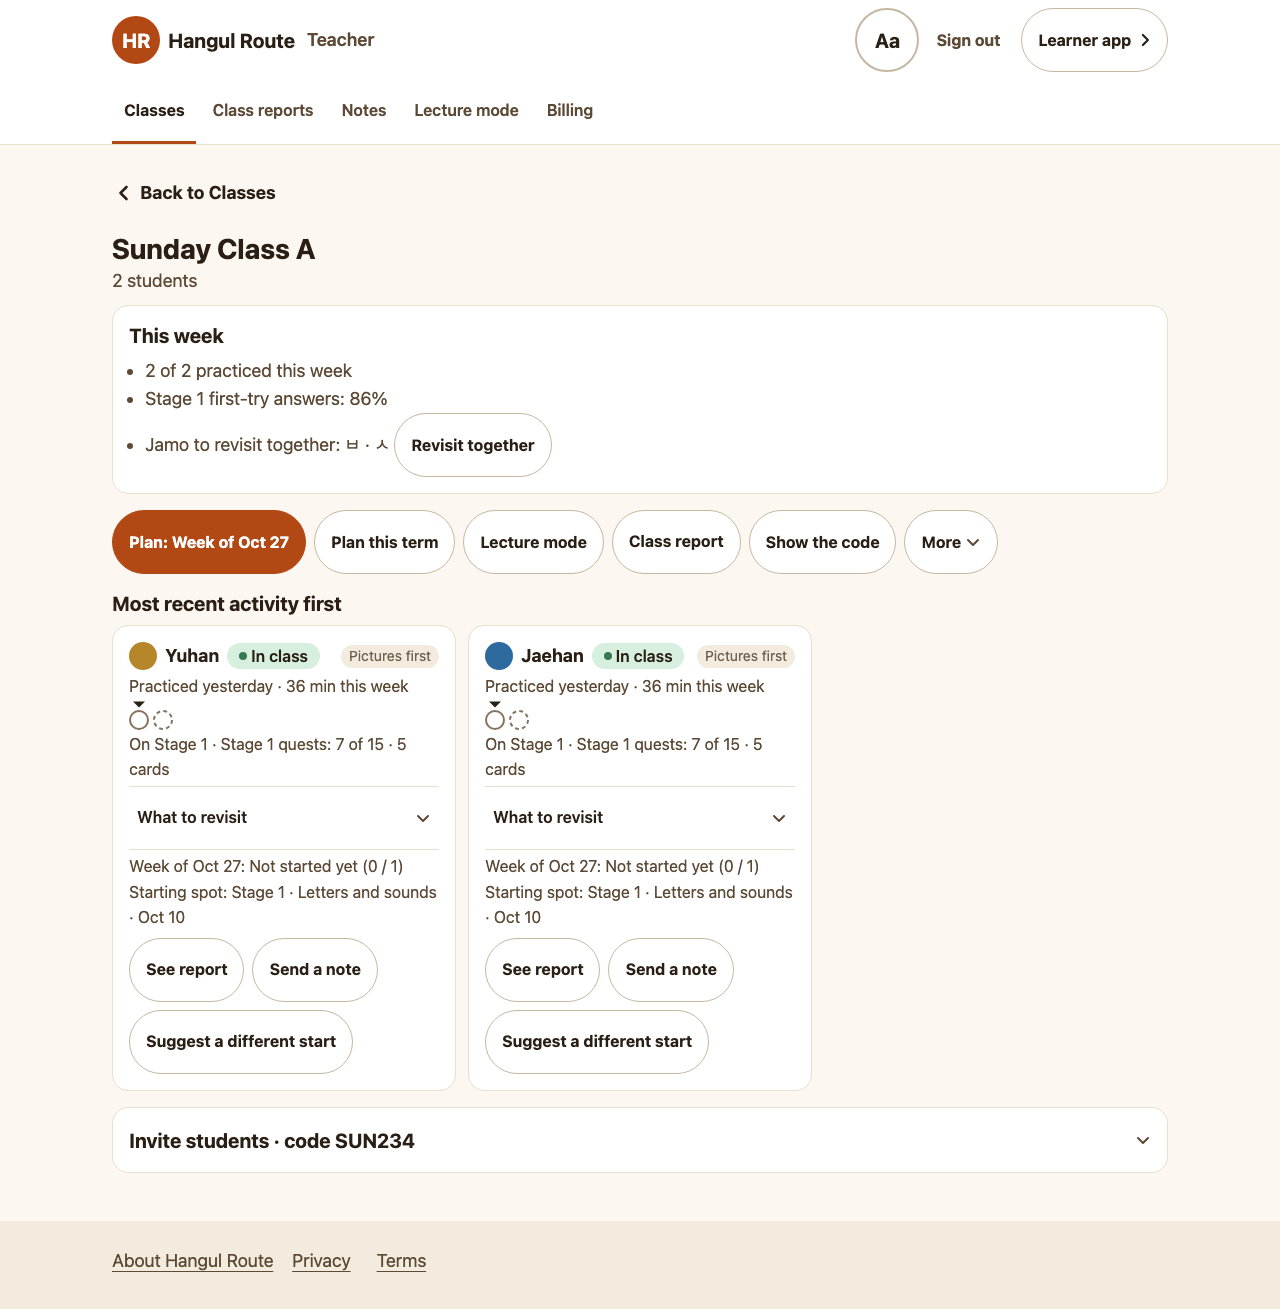 HR Hangul Route Teacher
Aa
Sign out
Learner app
Classes
Class reports
Notes
Lecture mode
Billing
Back to Classes
Sunday Class A
2 students
This week
2 of 2 practiced this week
Stage 1 first-try answers: 86%
Jamo to revisit together: ㅂ · ㅅ
Revisit together
Plan: Week of Oct 27
Plan this term
Lecture mode
Class report
Show the code
More
Most recent activity first
Yuhan
In class
Pictures first
Practiced yesterday · 36 min this week
On Stage 1 · Stage 1 quests: 7 of 15 · 5
cards
What to revisit
Week of Oct 27: Not started yet (0 / 1)
Starting spot: Stage 1 · Letters and sounds
· Oct 10
See report
Send a note
Suggest a different start
Jaehan
In class
Pictures first
Practiced yesterday · 36 min this week
On Stage 1 · Stage 1 quests: 7 of 15 · 5
cards
What to revisit
Week of Oct 27: Not started yet (0 / 1)
Starting spot: Stage 1 · Letters and sounds
· Oct 10
See report
Send a note
Suggest a different start
Invite students · code SUN234
About Hangul Route
Privacy
Terms